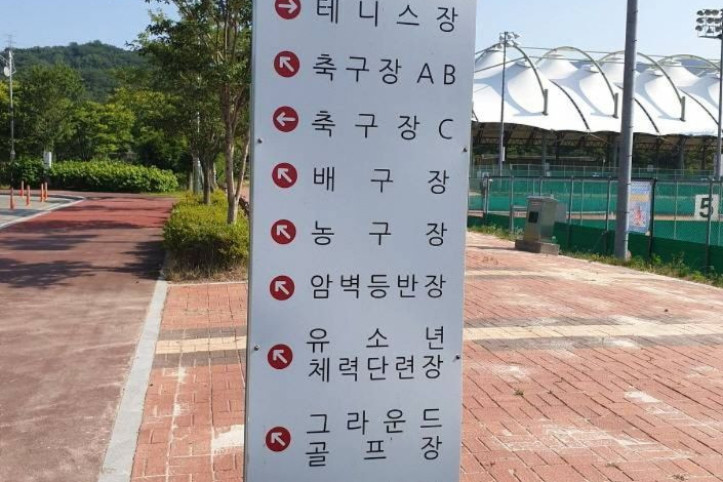 테니스장
축구장 A B
축구장 C
배구장
농구장
암벽등반장
유소년
체력단련장
그라운드
골프장
5